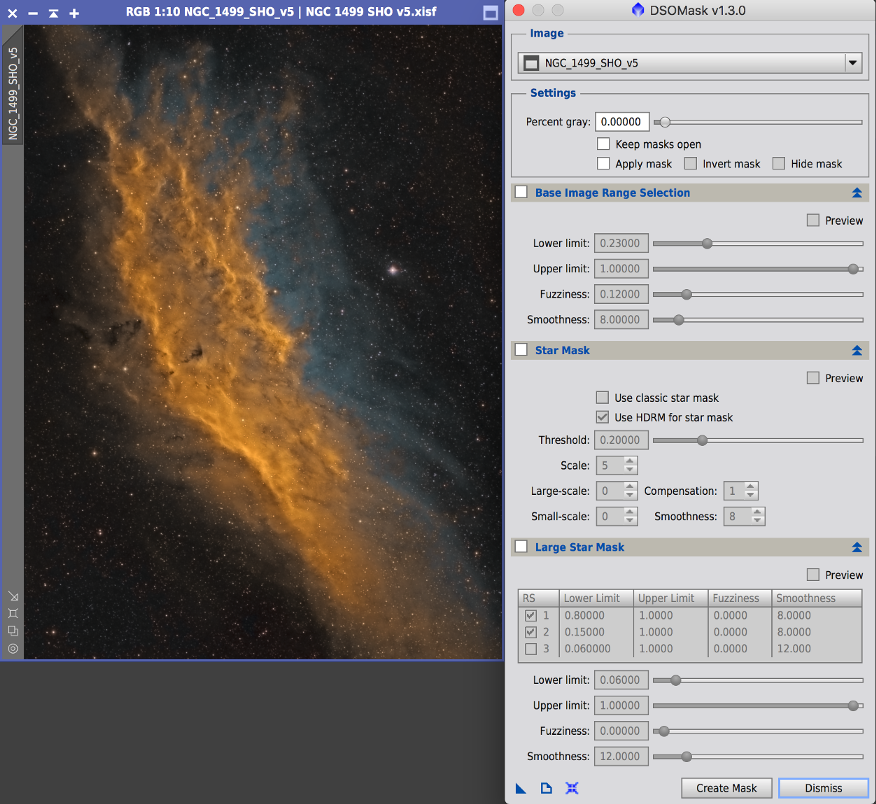 RGB 1:10 NGC_1499_SHO_v5 | NGC 1499 SHO v5.xisf
NGC_1499_SHO_v5
DSOMask v1.3.0
Image
NGC_1499_SHO_v5
Settings
Percent gray: 0.00000
Keep masks open
Apply mask Invert mask Hide mask
Base Image Range Selection
Preview
Lower limit: 0.23000
Upper limit: 1.00000
Fuzziness: 0.12000
Smoothness: 8.00000
Star Mask
Preview
Use classic star mask
Use HDRM for star mask
Threshold: 0.20000
Scale: 5
Large-scale: 0 Compensation: 1
Small-scale: 0 Smoothness: 8
Large Star Mask
Preview
RS Lower Limit Upper Limit Fuzziness Smoothness
1 0.80000 1.0000 0.0000 8.0000
2 0.15000 1.0000 0.0000 8.0000
3 0.060000 1.0000 0.0000 12.000
Lower limit: 0.06000
Upper limit: 1.00000
Fuzziness: 0.00000
Smoothness: 12.0000
Create Mask Dismiss